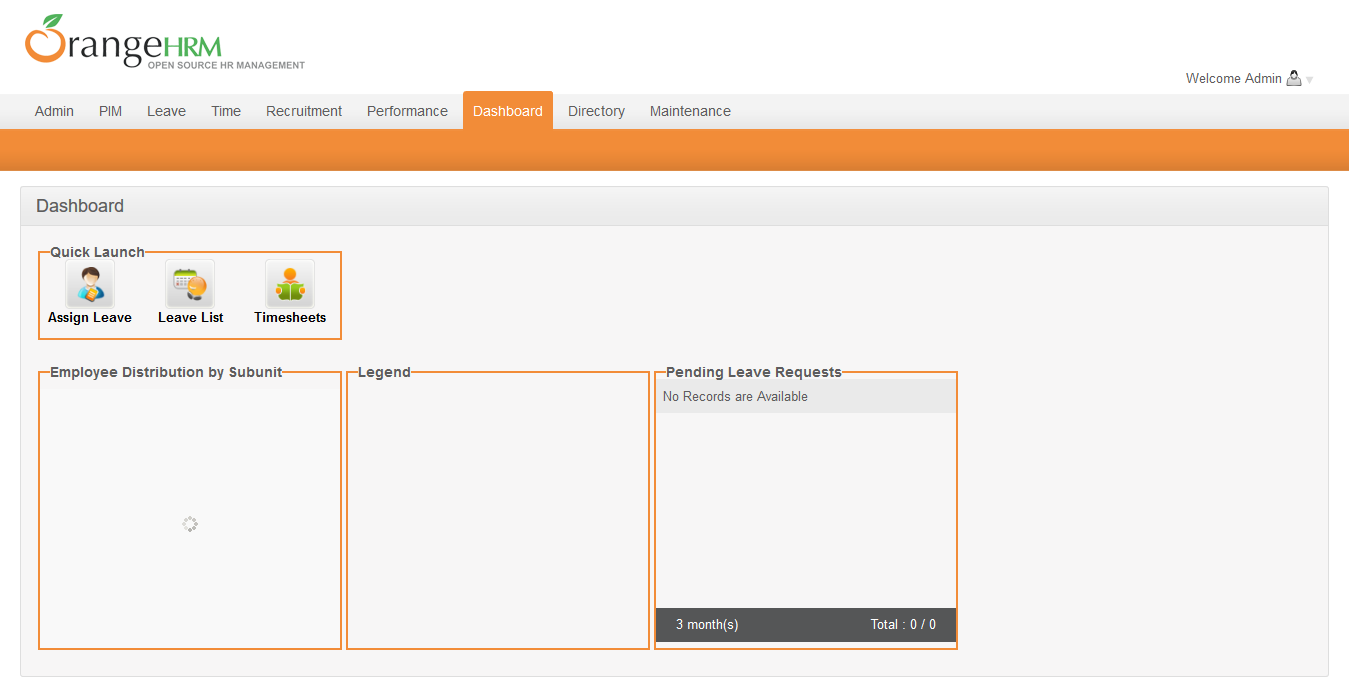 OrangeHRM
OPEN SOURCE HR MANAGEMENT
Welcome Admin
Admin PIM Leave Time Recruitment Performance Dashboard Directory Maintenance
Dashboard
Quick Launch
Assign Leave Leave List Timesheets
Employee Distribution by Subunit Legend Pending Leave Requests
No Records are Available
3 month(s) Total : 0 / 0